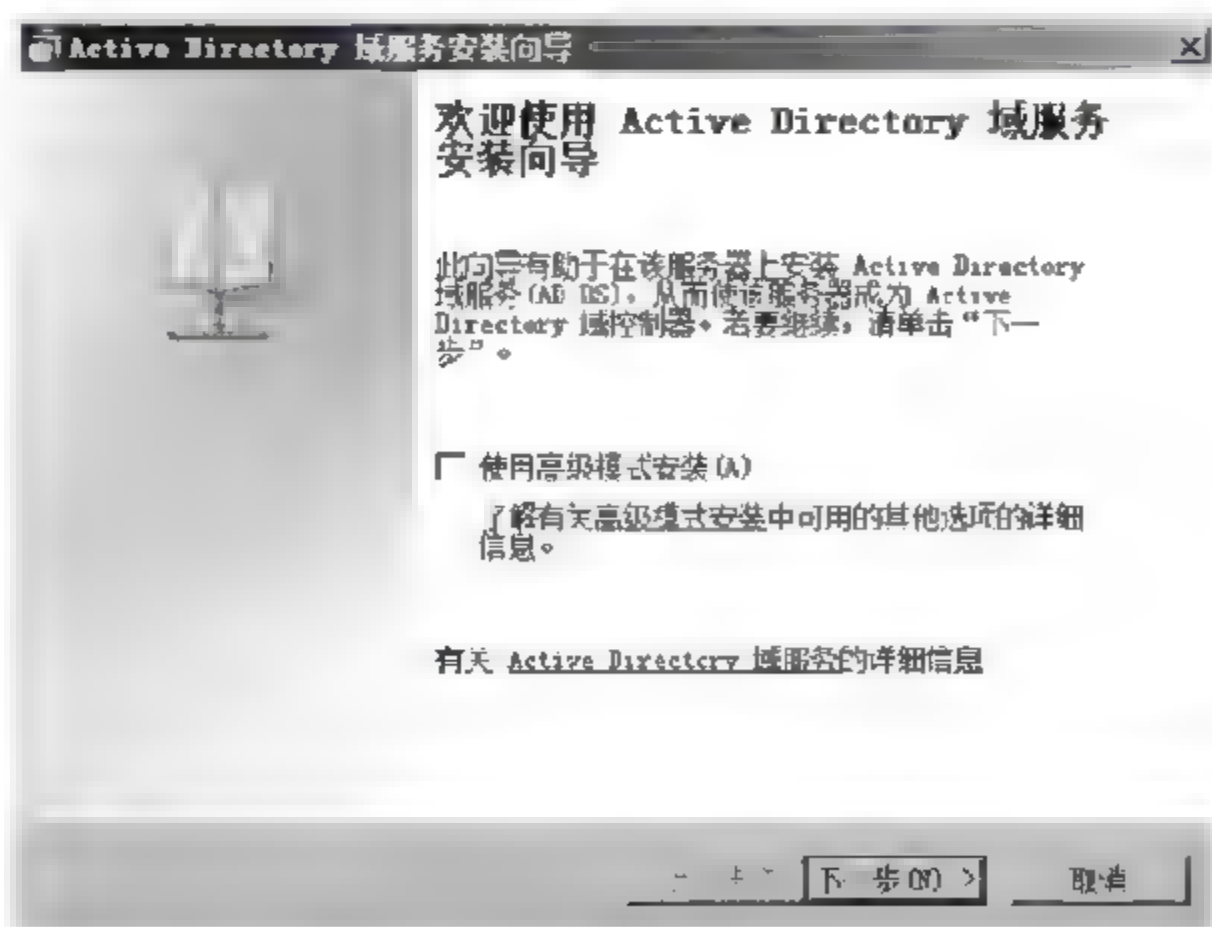 Active Directory 域服务安装向导
欢迎使用 Active Directory 域服务
安装向导
此向导有助于在该服务器上安装 Active Directory
域服务(AD DS)，从而使该服务器成为 Active
Directory 域控制器。若要继续，请单击“下一
步”。
使用高级模式安装(A)
了解有关高级模式安装中可用的其他选项的详细
信息。
有关 Active Directory 域服务的详细信息
下一步(N) > 取消